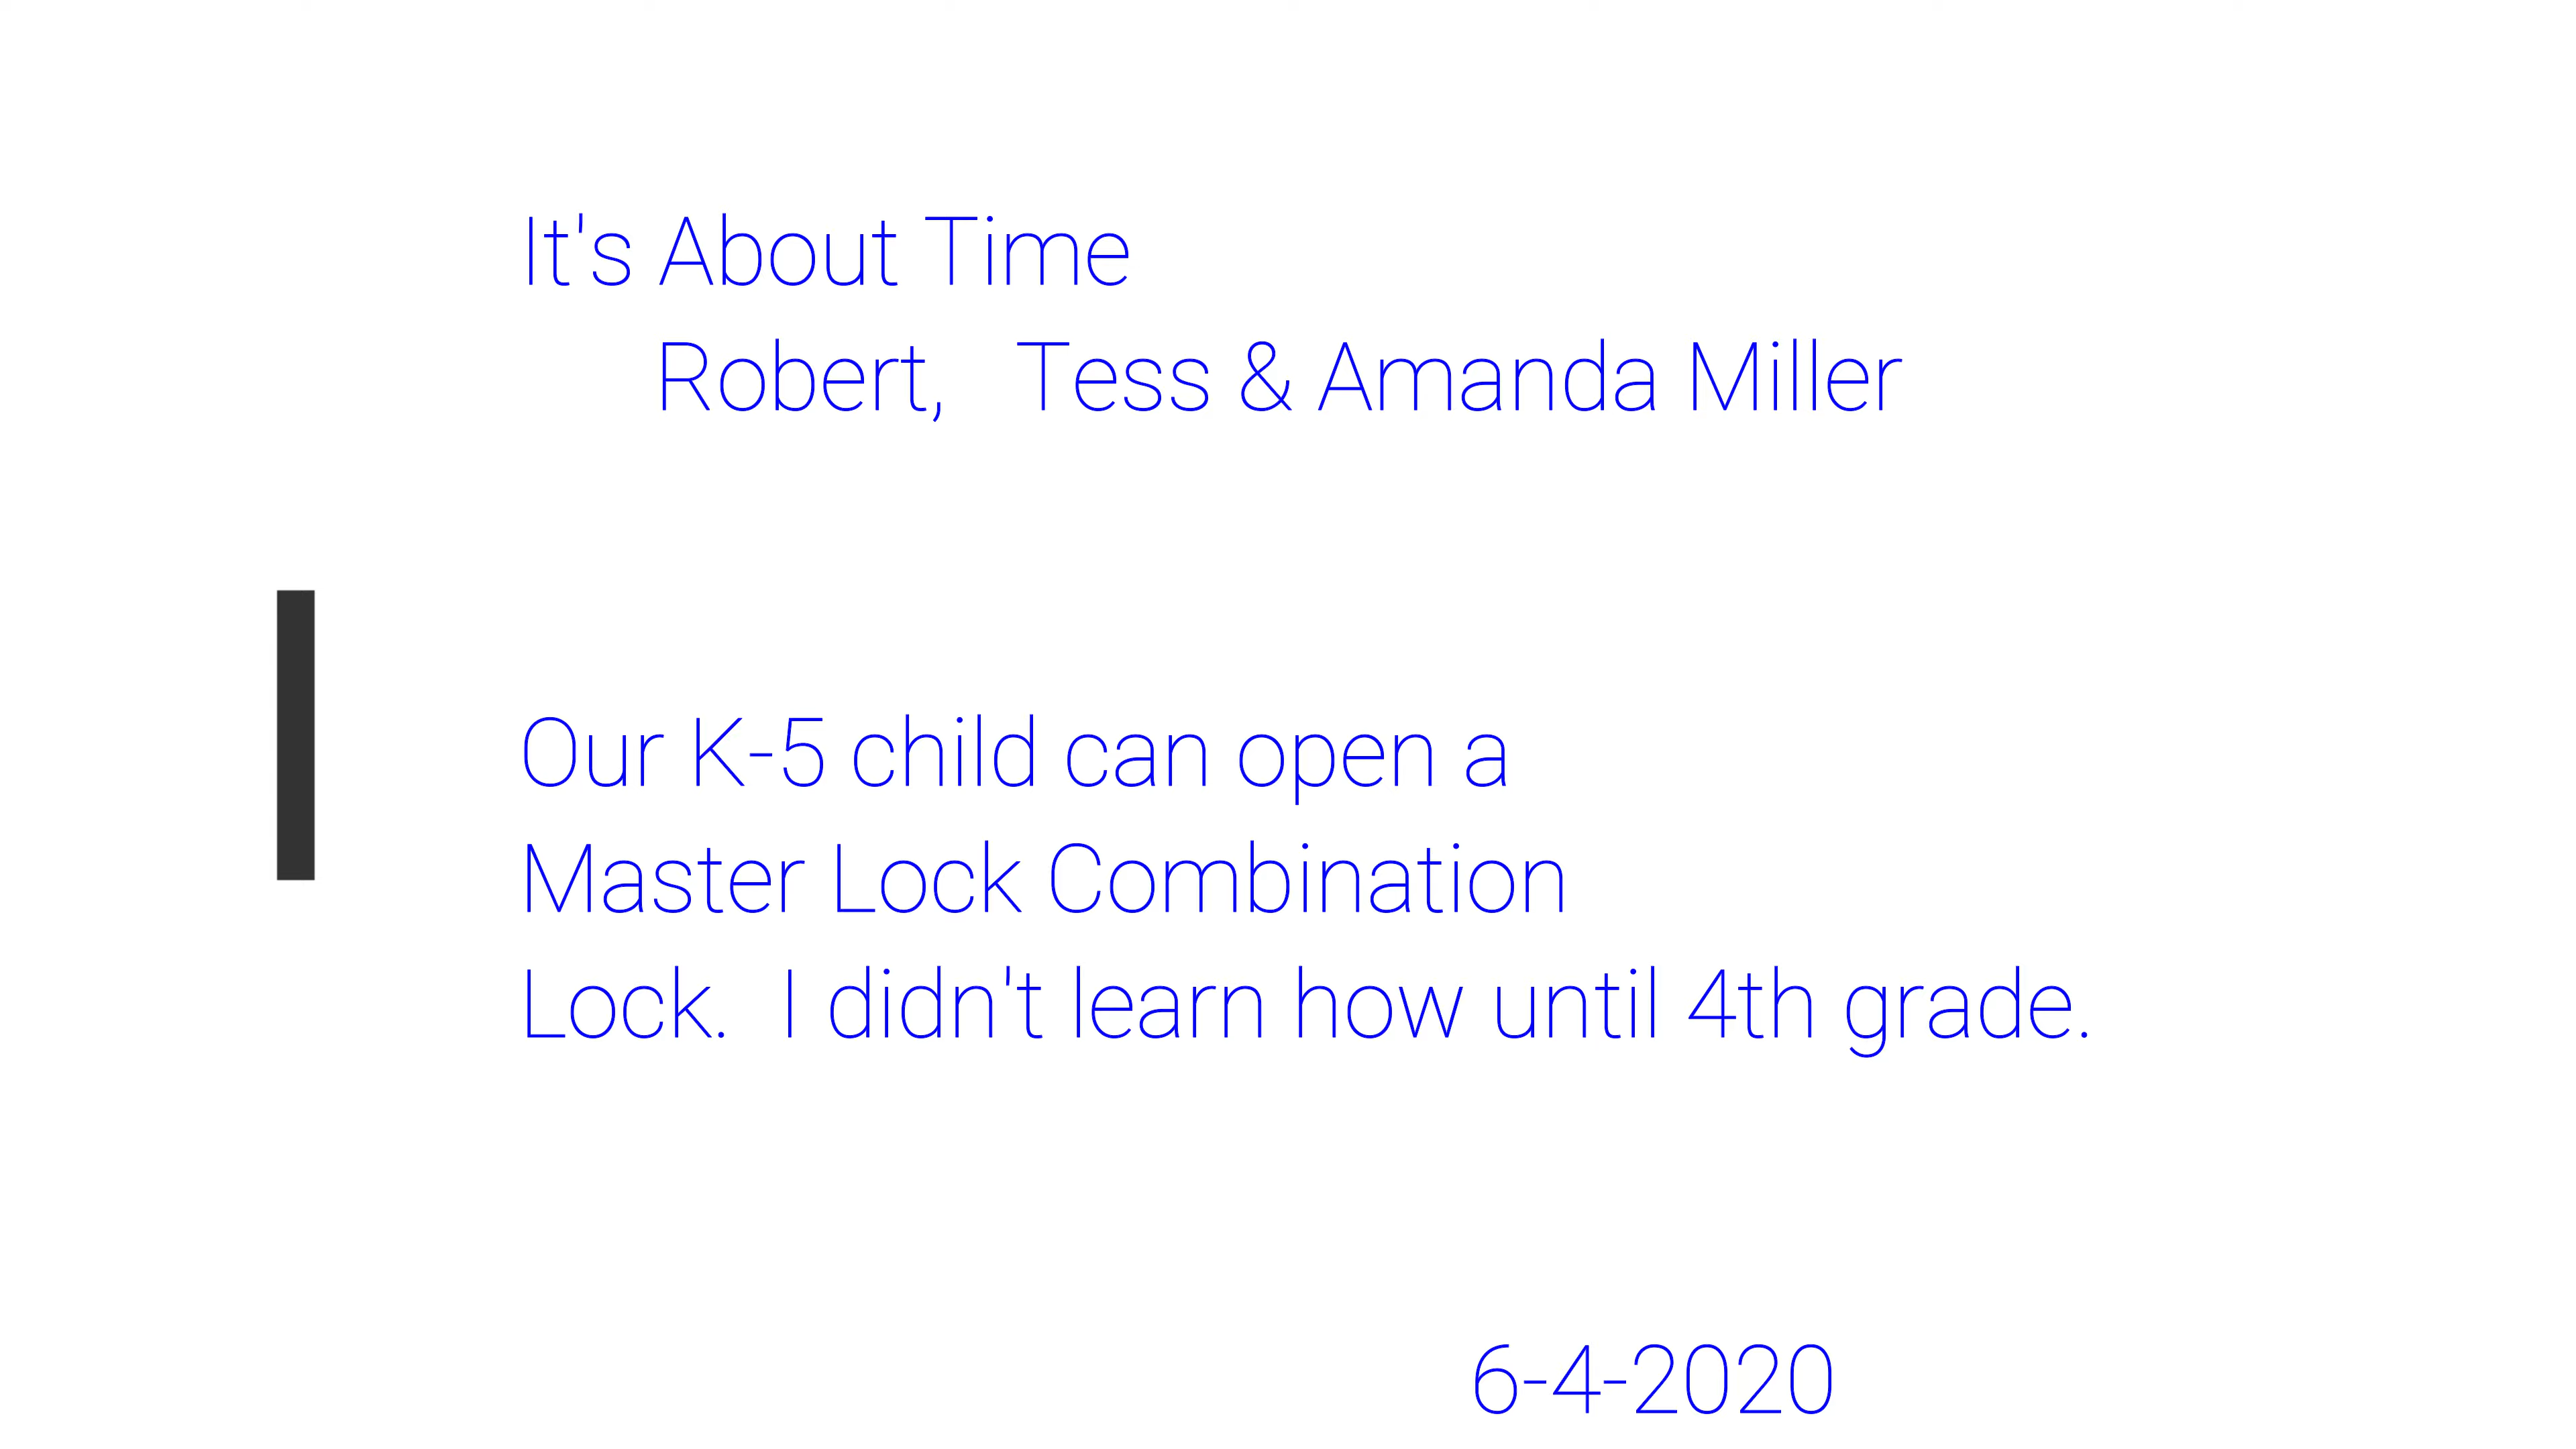 It's About Time
Robert,  Tess & Amanda Miller
Our K-5 child can open a
Master Lock Combination
Lock.  I didn't learn how until 4th grade.
6-4-2020